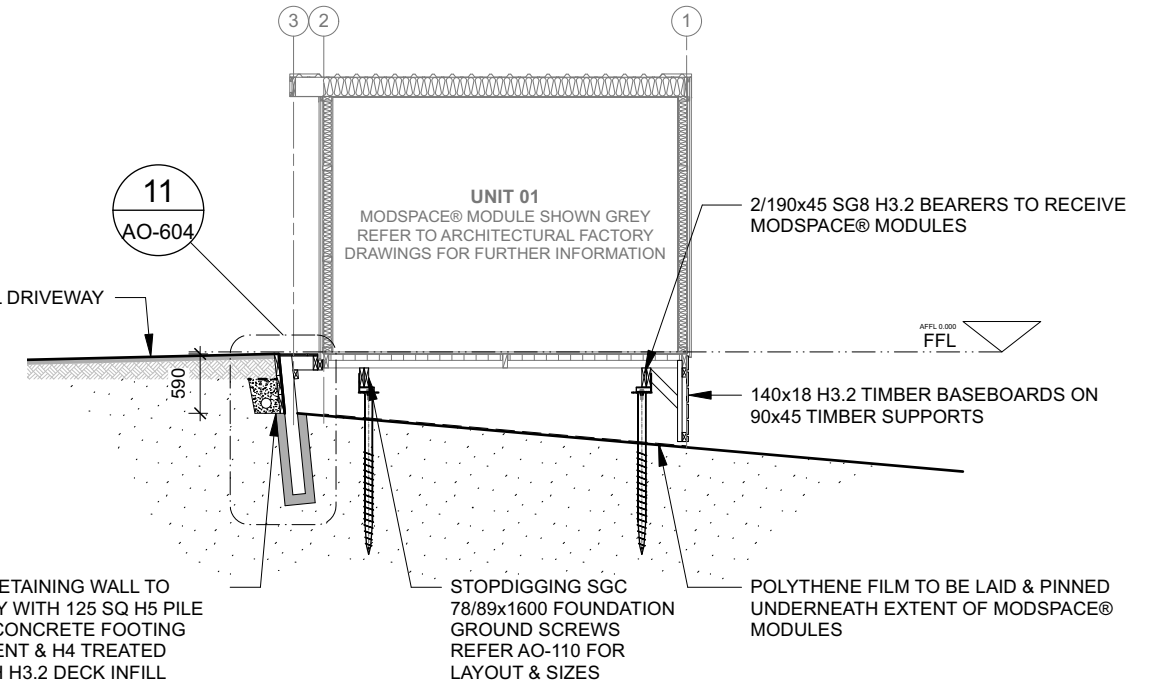 3 2 1
UNIT 01
MODSPACE® MODULE SHOWN GREY
REFER TO ARCHITECTURAL FACTORY
DRAWINGS FOR FURTHER INFORMATION
11
AO-604
2/190x45 SG8 H3.2 BEARERS TO RECEIVE
MODSPACE® MODULES
DRIVEWAY
AFFL 0.000
FFL
590
140x18 H3.2 TIMBER BASEBOARDS ON
90x45 TIMBER SUPPORTS
ETAINING WALL TO
Y WITH 125 SQ H5 PILE
CONCRETE FOOTING
ENT & H4 TREATED
H H3.2 DECK INFILL
STOPDIGGING SGC
78/89x1600 FOUNDATION
GROUND SCREWS
REFER AO-110 FOR
LAYOUT & SIZES
POLYTHENE FILM TO BE LAID & PINNED
UNDERNEATH EXTENT OF MODSPACE®
MODULES